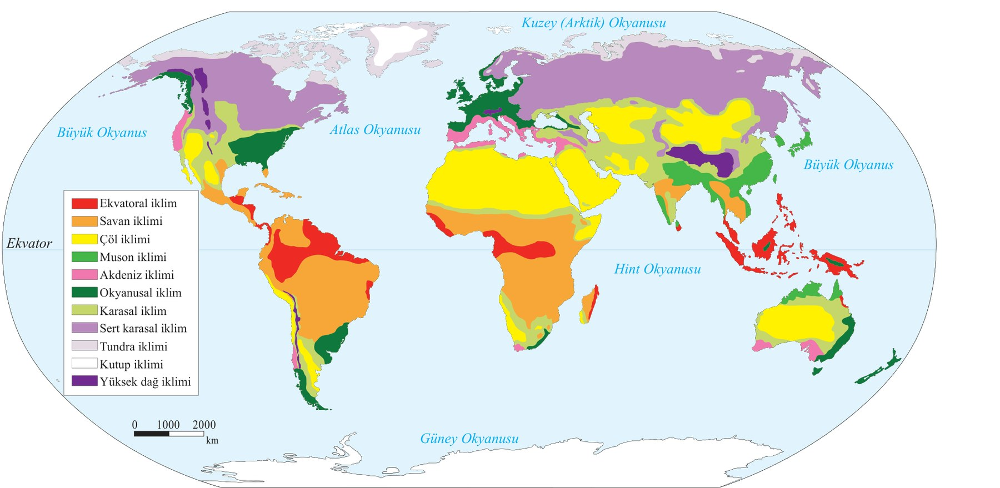 Kuzey (Arktik) Okyanusu
Büyük Okyanus
Atlas Okyanusu
Büyük Okyanus
Ekvator
Hint Okyanusu
Ekvatoral iklim
Savan iklimi
Çöl iklimi
Muson iklimi
Akdeniz iklimi
Okyanusal iklim
Karasal iklim
Sert karasal iklim
Tundra iklimi
Kutup iklimi
Yüksek dağ iklimi
0 1000 2000
km
Güney Okyanusu